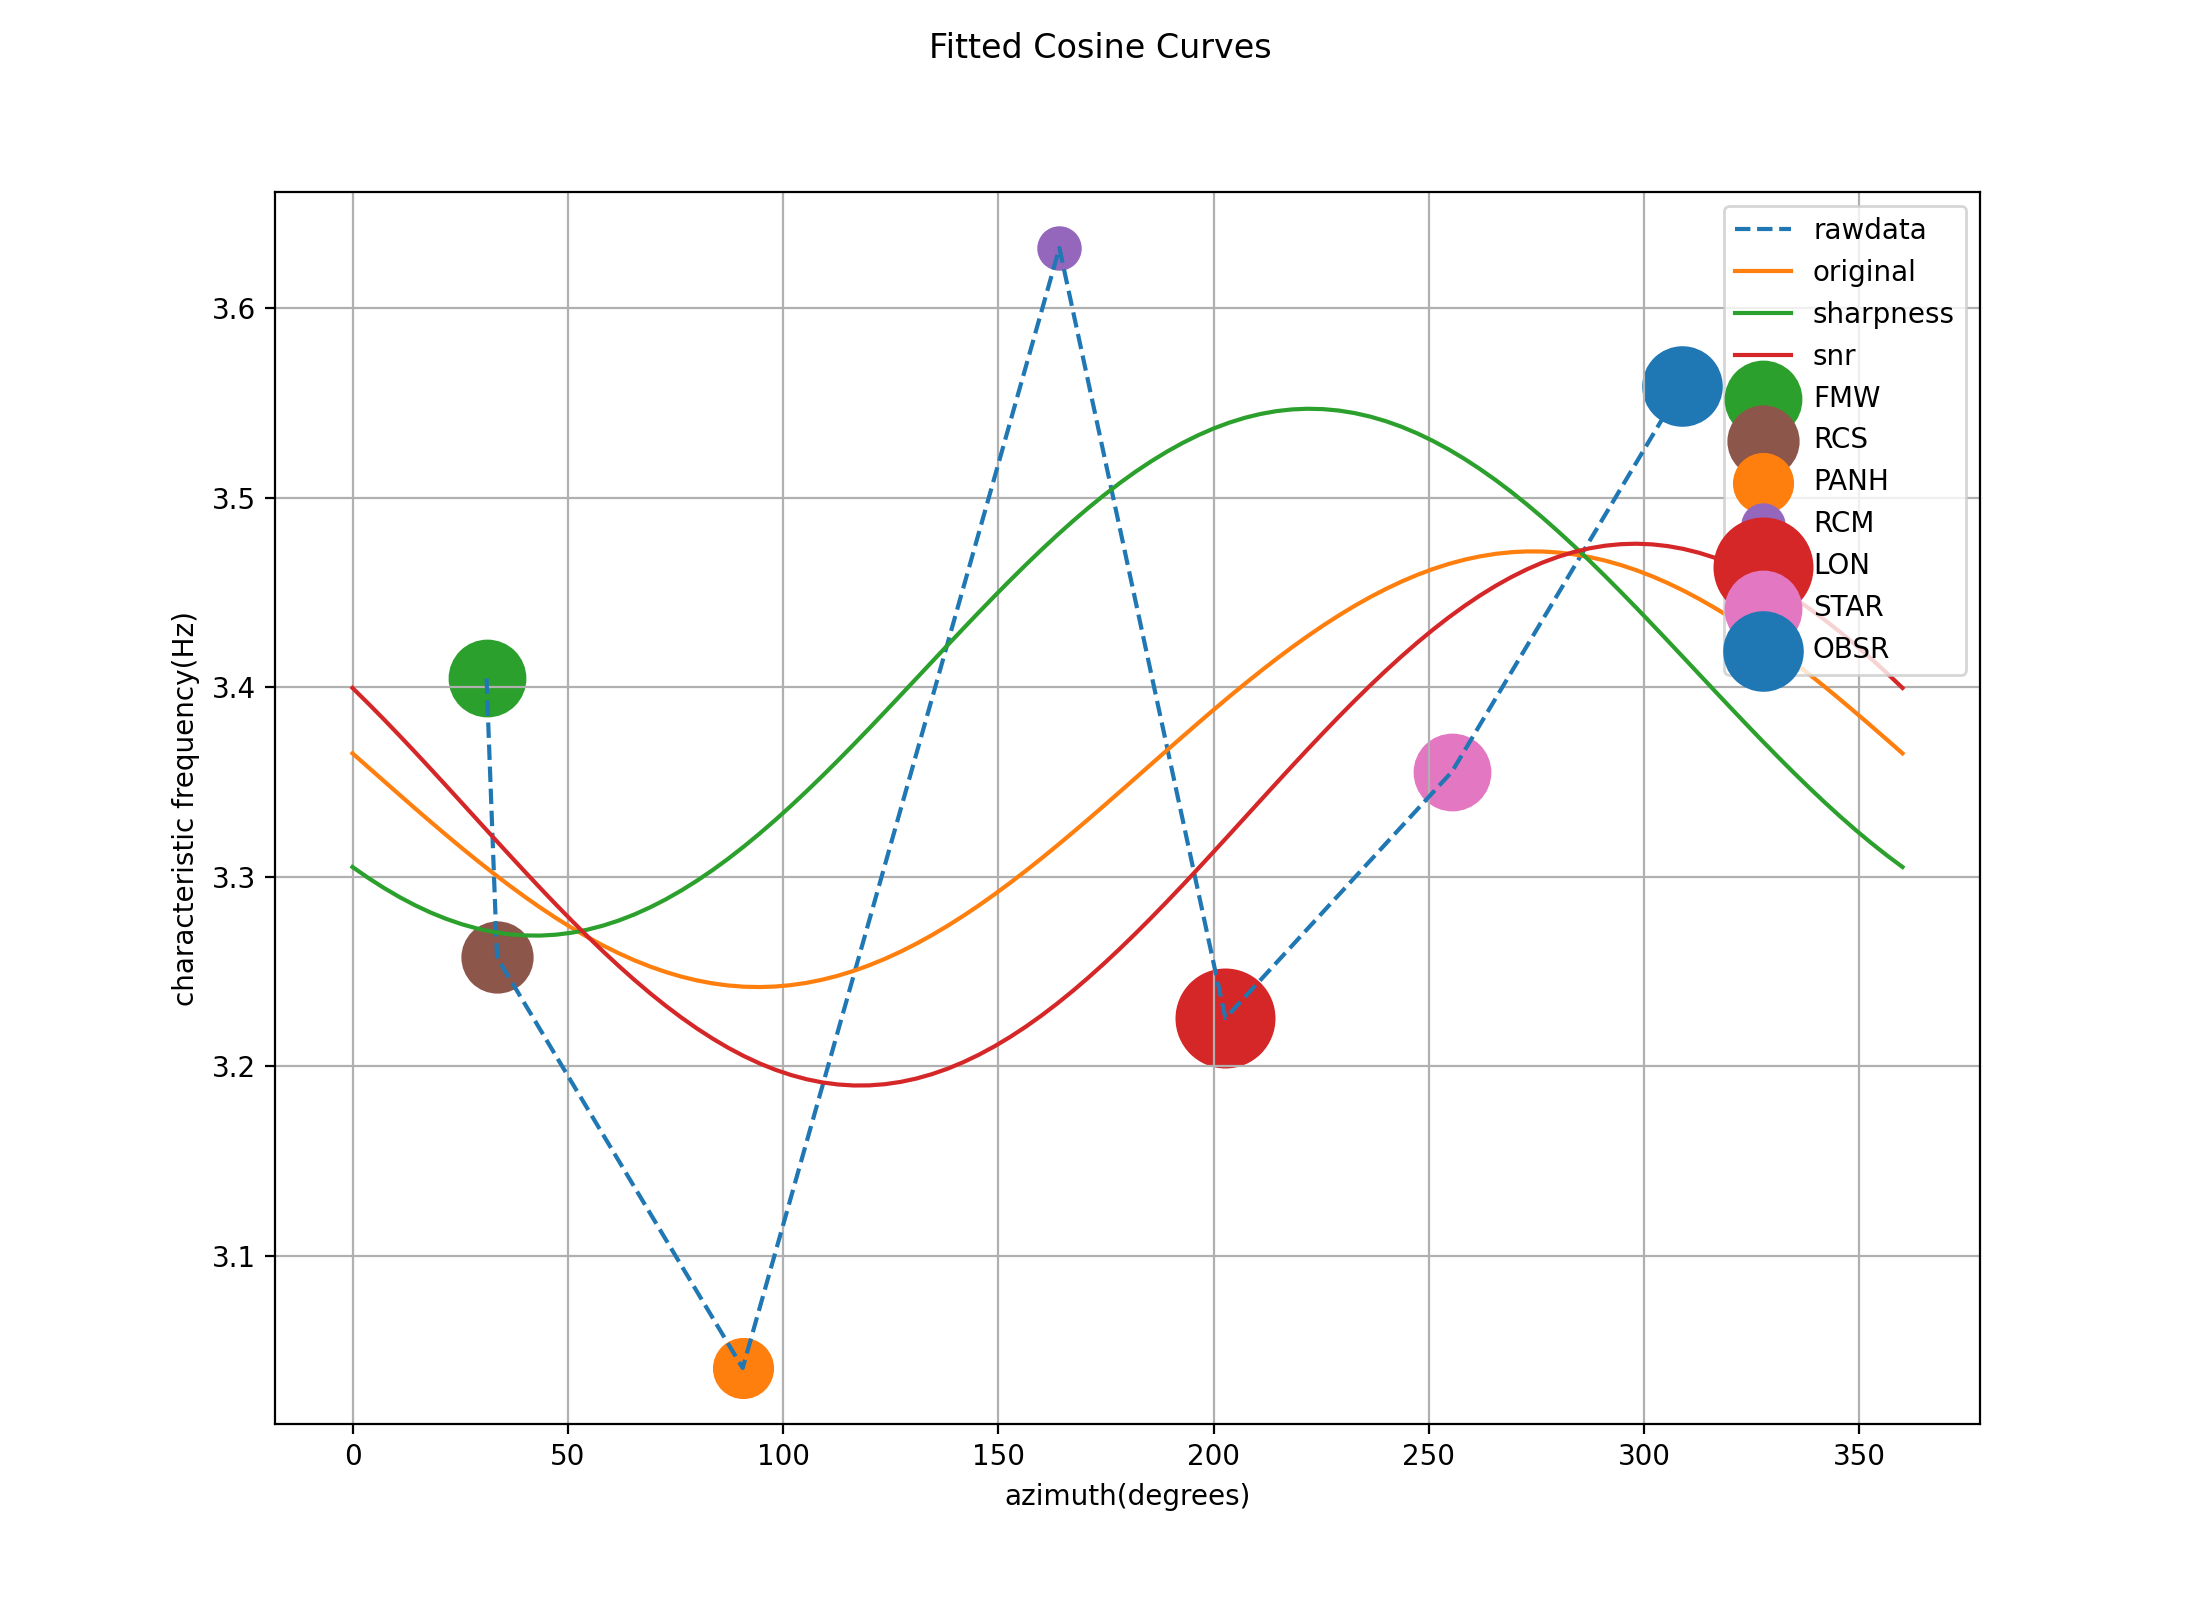 Fitted Cosine Curves
rawdata
original
sharpness
snr
FMW
RCS
PANH
RCM
LON
STAR
OBSR
characteristic frequency(Hz)
3.6
3.5
3.4
3.3
3.2
3.1
0 50 100 150 200 250 300 350
azimuth(degrees)